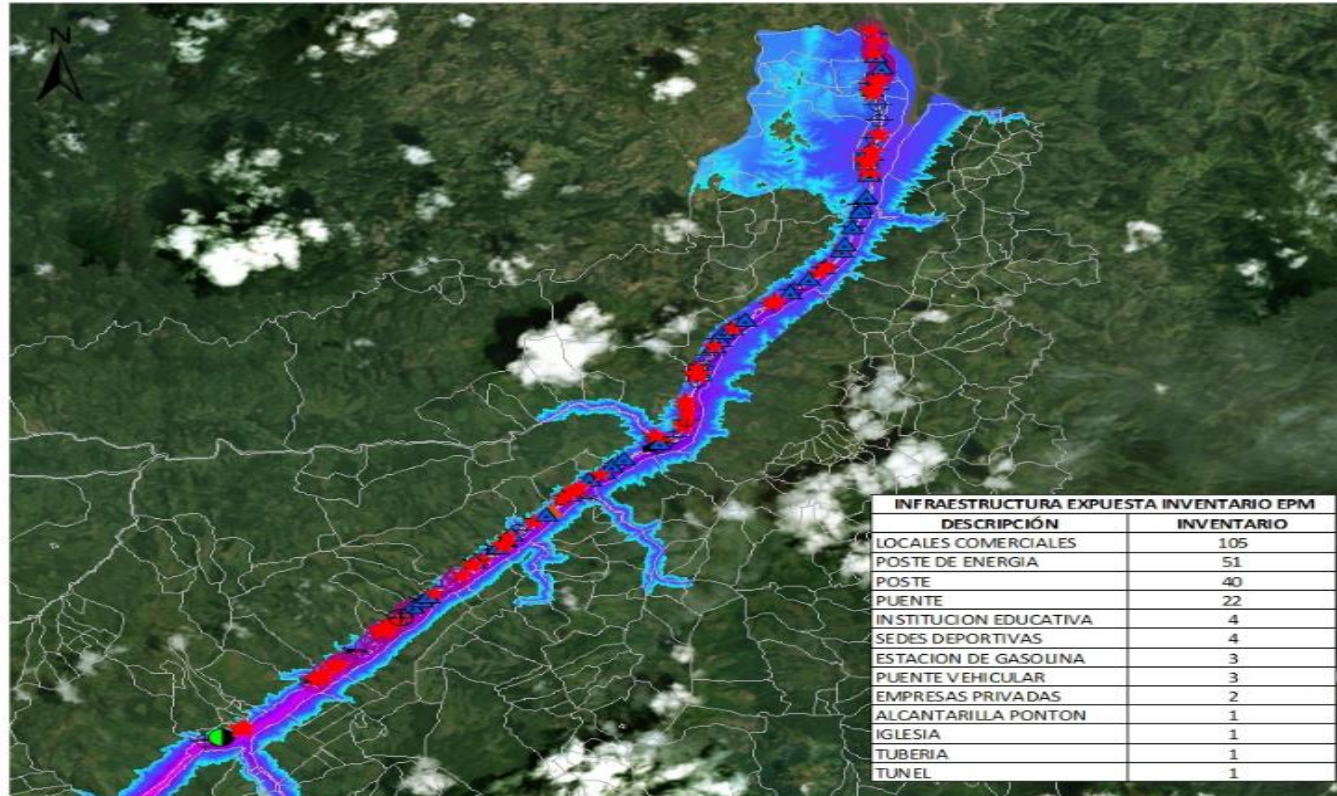 N
INFRAESTRUCTURA EXPUESTA INVENTARIO EPM
DESCRIPCIÓN INVENTARIO
LOCALES COMERCIALES 105
POSTE DE ENERGIA 51
POSTE 40
PUENTE 22
INSTITUCION EDUCATIVA 4
SEDES DEPORTIVAS 4
ESTACION DE GASOLINA 3
PUENTE VEHICULAR 3
EMPRESAS PRIVADAS 2
ALCANTARILLA PONTON 1
IGLESIA 1
TUBERIA 1
TUNEL 1